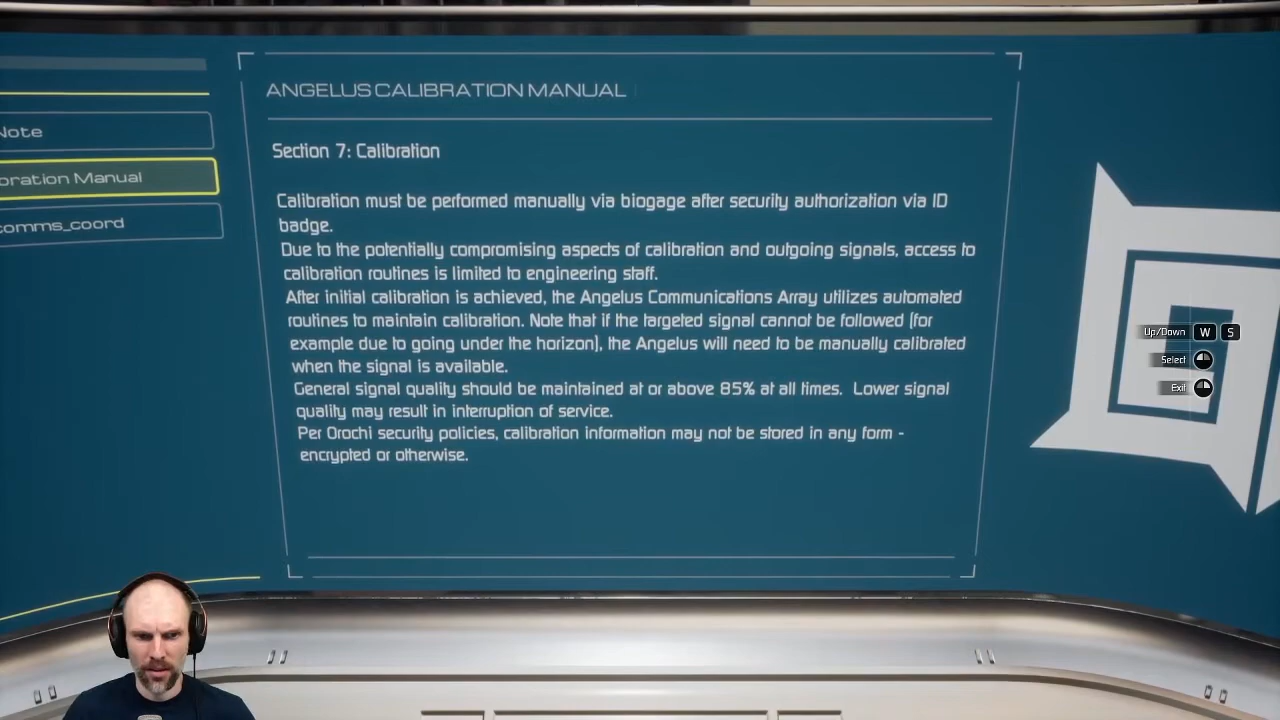 Note
bration Manual
comms_coord
ANGELUS CALIBRATION MANUAL
Section 7: Calibration
Calibration must be performed manually via biogage after security authorization via ID
badge.
Due to the potentially compromising aspects of calibration and outgoing signals, access to
calibration routines is limited to engineering staff.
After initial calibration is achieved, the Angelus Communications Array utilizes automated
routines to maintain calibration. Note that if the targeted signal cannot be followed (for
example due to going under the horizon), the Angelus will need to be manually calibrated
when the signal is available.
General signal quality should be maintained at or above 85% at all times. Lower signal
quality may result in interruption of service.
Per Orochi security policies, calibration information may not be stored in any form -
encrypted or otherwise.
Up/Down W S
Select
Exit